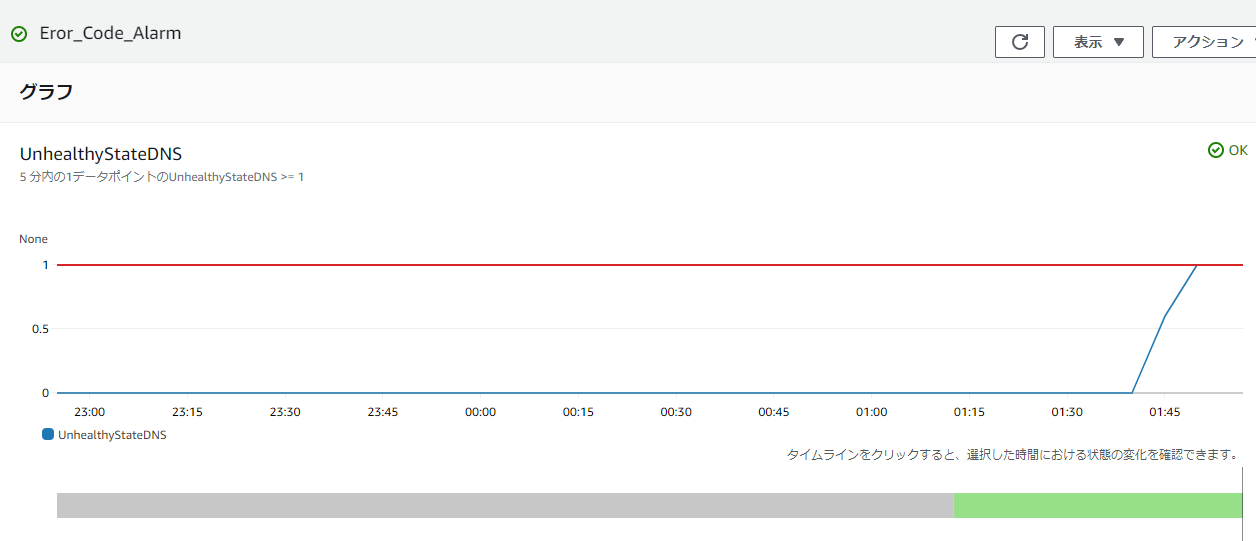 Eror_Code_Alarm
表示 ▼
アクション
グラフ
UnhealthyStateDNS
OK
5 分内の1データポイントのUnhealthyStateDNS >= 1
None
1
0.5
0
23:00 23:15 23:30 23:45 00:00 00:15 00:30 00:45 01:00 01:15 01:30 01:45
UnhealthyStateDNS
タイムラインをクリックすると、選択した時間における状態の変化を確認できます。